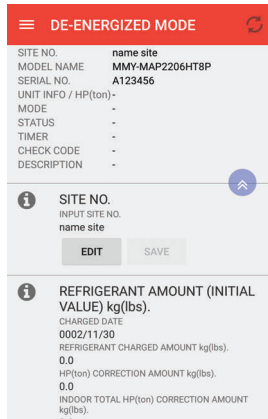 DE-ENERGIZED MODE
SITE NO. name site
MODEL NAME MMY-MAP2206HT8P
SERIAL NO. A123456
UNIT INFO / HP(ton) -
MODE -
STATUS -
TIMER -
CHECK CODE -
DESCRIPTION -
SITE NO.
INPUT SITE NO.
name site
EDIT SAVE
REFRIGERANT AMOUNT (INITIAL
VALUE) kg(lbs).
CHARGED DATE
0002/11/30
REFRIGERANT CHARGED AMOUNT kg(lbs).
0.0
HP(ton) CORRECTION AMOUNT kg(lbs).
0.0
INDOOR TOTAL HP(ton) CORRECTION AMOUNT
kg(lbs).